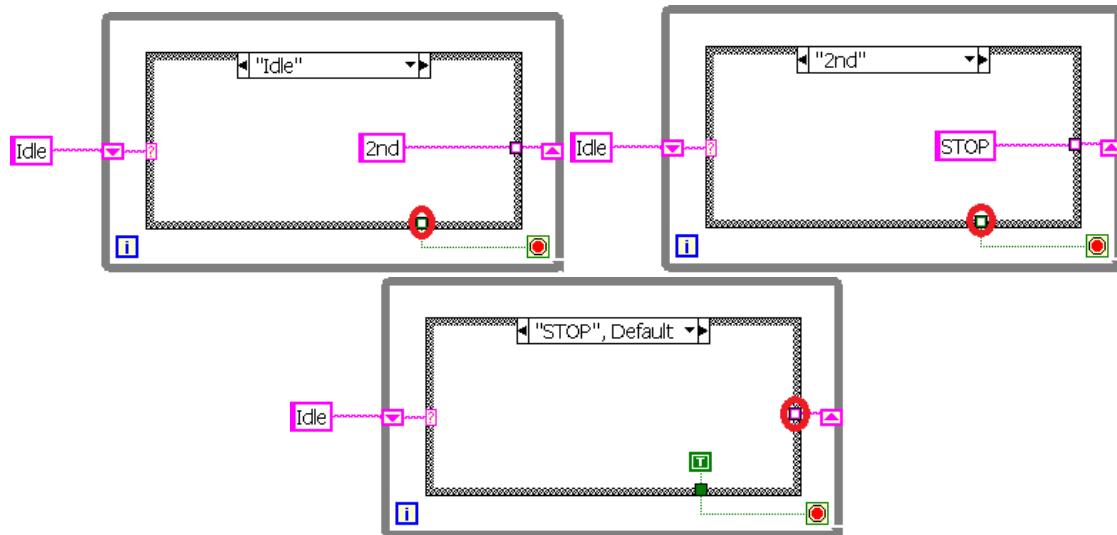 "Idle"
Idle
?
2nd
i
"2nd"
Idle
?
STOP
i
"STOP", Default
Idle
?
T
i